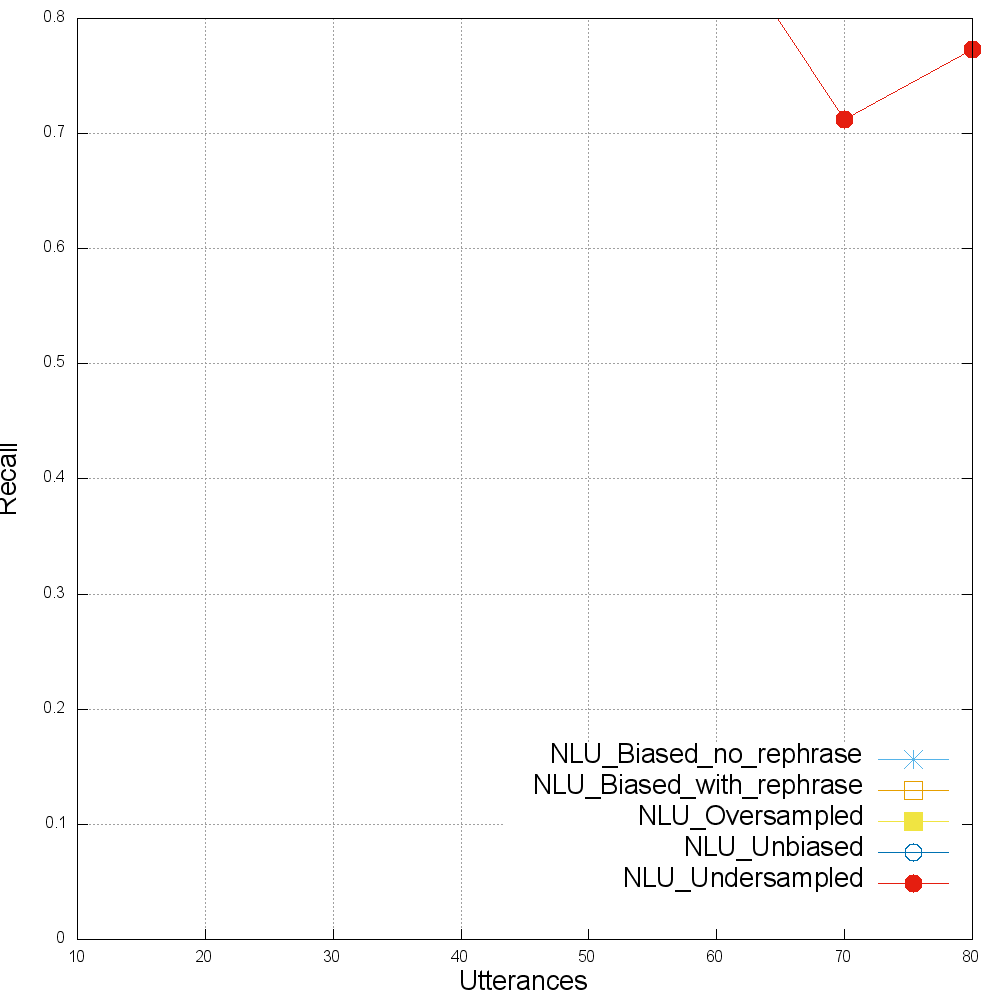 0.8
0.7
0.6
0.5
0.4
0.3
0.2
0.1
0
Recall
NLU_Biased_no_rephrase
NLU_Biased_with_rephrase
NLU_Oversampled
NLU_Unbiased
NLU_Undersampled
10 20 30 40 50 60 70 80
Utterances